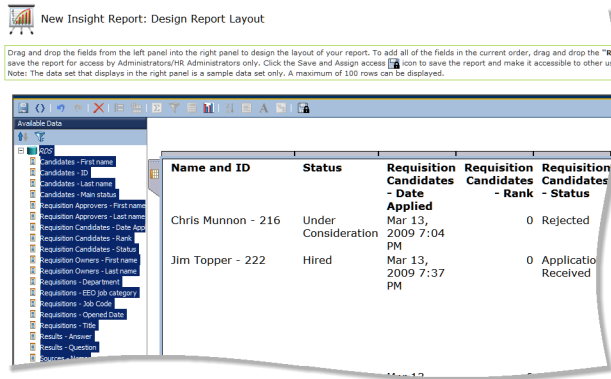 New Insight Report: Design Report Layout
Drag and drop the fields from the left panel into the right panel to design the layout of your report. To add all of the fields in the current order, drag and drop the "R
save the report for access by Administrators/HR Administrators only. Click the Save and Assign access icon to save the report and make it accessible to other u
Note: The data set that displays in the right panel is a sample data set only. A maximum of 100 rows can be displayed.
Available Data
RDS
Candidates - First name
Candidates - ID
Candidates - Last name
Candidates - Main status
Requisition Approvers - First name
Requisition Approvers - Last name
Requisition Candidates - Date App
Requisition Candidates - Rank
Requisition Candidates - Status
Requisition Owners - First name
Requisition Owners - Last name
Requisitions - Department
Requisitions - EEO job category
Requisitions - Job Code
Requisitions - Opened Date
Requisitions - Title
Results - Answer
Results - Question
Sources - Name
Name and ID Status Requisition Requisition Requisition
Candidates Candidates Candidates
- Date - Rank - Status
Applied
Chris Munnon - 216 Under Mar 13, 0 Rejected
Consideration 2009 7:04
PM
Jim Topper - 222 Hired Mar 13, 0 Applicatio
2009 7:37 Received
PM